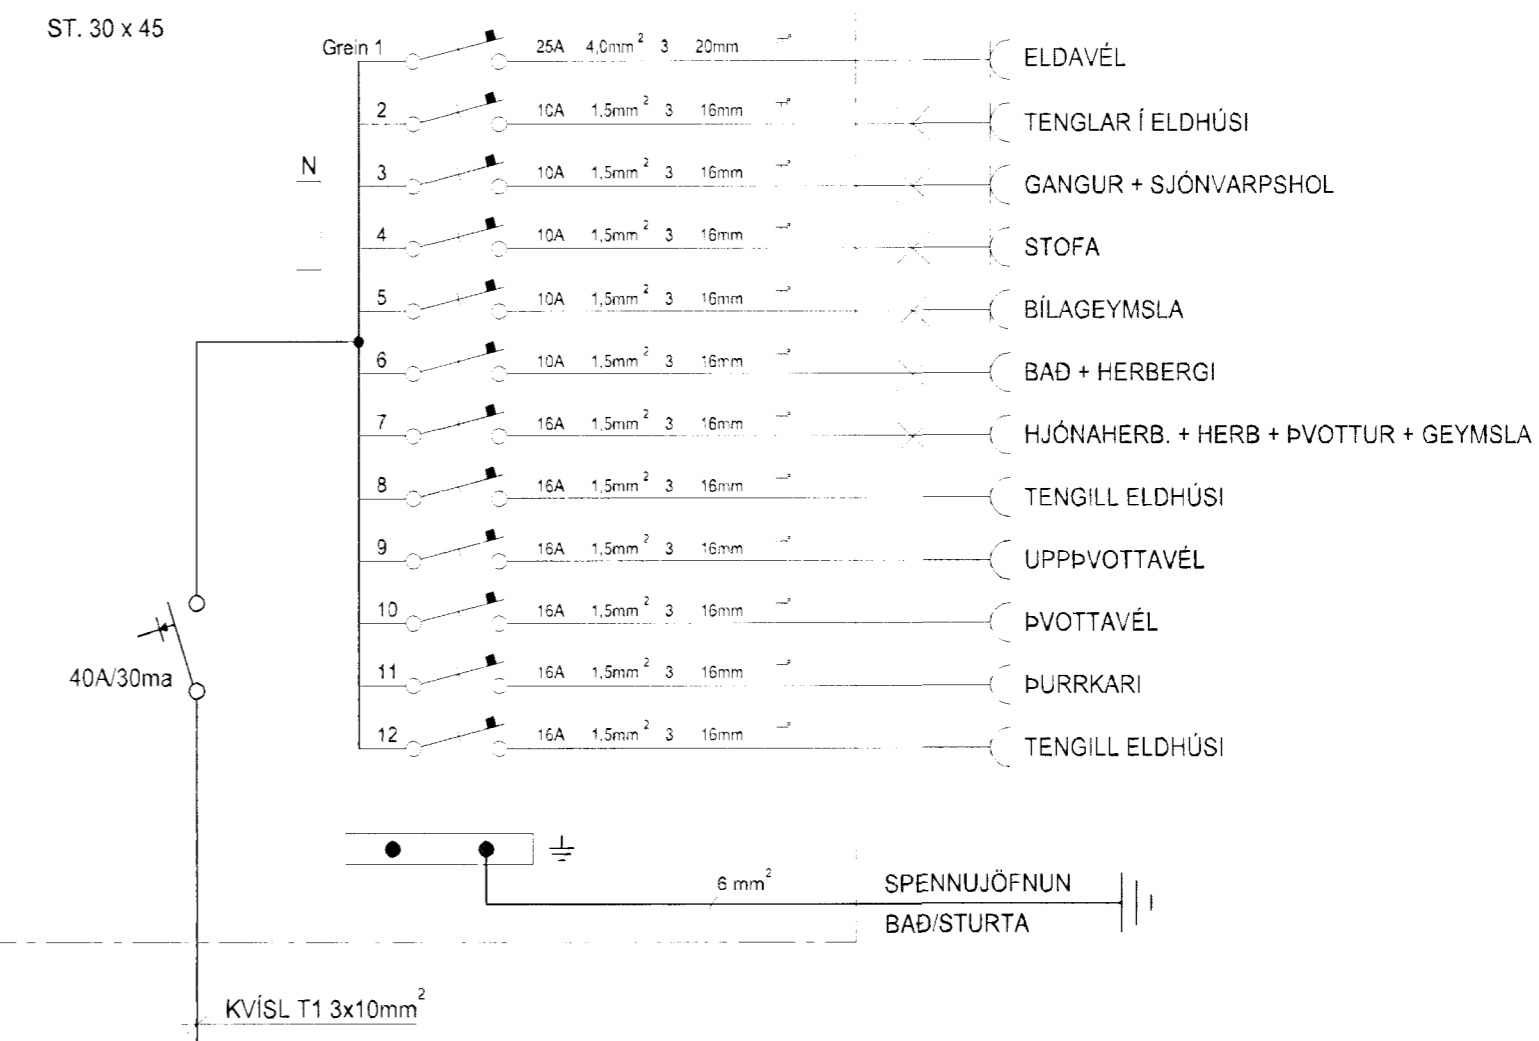 ST. 30 x 45
Grein 1 25A 4,0mm² 3 20mm ELDAVÉL
2 10A 1,5mm² 3 16mm TENGLAR Í ELDHÚSI
N
3 10A 1,5mm² 3 16mm GANGUR + SJÓNVARPSHOL
4 10A 1,5mm² 3 16mm STOFA
5 10A 1,5mm² 3 16mm BÍLAGEYMSLA
6 10A 1,5mm² 3 16mm BAÐ + HERBERGI
7 16A 1,5mm² 3 16mm HJÓNAHERB. + HERB + ÞVOTTUR + GEYMSLA
8 16A 1,5mm² 3 16mm TENGILL ELDHÚSI
9 16A 1,5mm² 3 16mm UPPÞVOTTAVÉL
10 16A 1,5mm² 3 16mm ÞVOTTAVÉL
11 16A 1,5mm² 3 16mm ÞURRKARI
12 16A 1,5mm² 3 16mm TENGILL ELDHÚSI
40A/30ma
6 mm² SPENNUJÖFNUN
BAÐ/STURTA
KVÍSL T1 3x10mm²